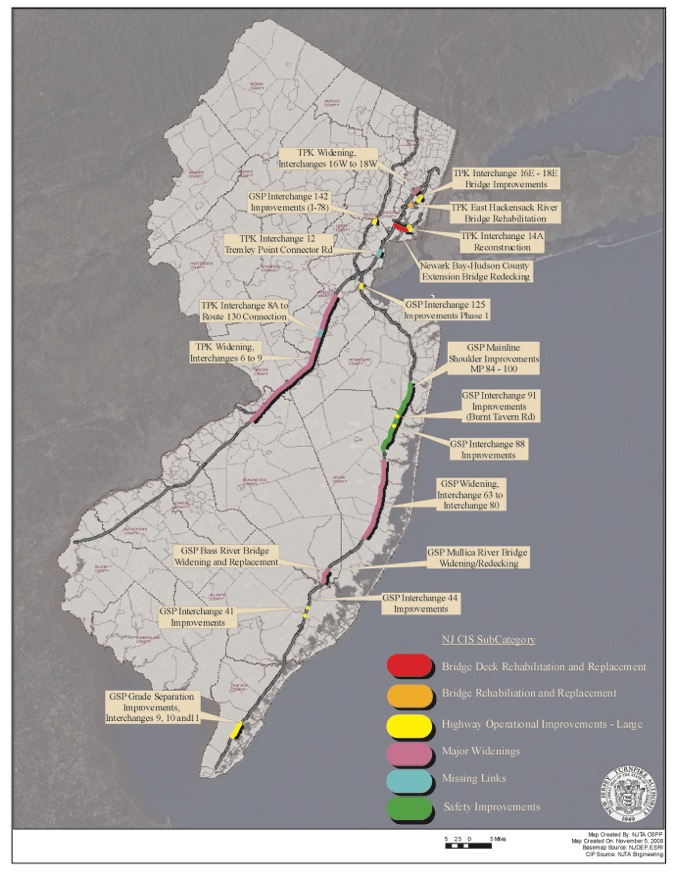 TPK Widening,
Interchanges 16W to 18W
TPK Interchange 16E - 18E
Bridge Improvements
GSP Interchange 142
Improvements (I-78)
TPK East Hackensack River
Bridge Rehabilitation
TPK Interchange 12
Tremley Point Connector Rd
TPK Interchange 14A
Reconstruction
Newark Bay-Hudson County
Extension Bridge Redecking
TPK Interchange 8A to
Route 130 Connection
GSP Interchange 125
Improvements Phase 1
TPK Widening,
Interchanges 6 to 9
GSP Mainline
Shoulder Improvements
MP 84 - 100
GSP Interchange 91
Improvements
(Burnt Tavern Rd)
GSP Interchange 88
Improvements
GSP Widening,
Interchange 63 to
Interchange 80
GSP Bass River Bridge
Widening and Replacement
GSP Mullica River Bridge
Widening/Redecking
GSP Interchange 41
Improvements
GSP Interchange 44
Improvements
GSP Grade Separation
Improvements,
Interchanges 9, 10 and11
NJ CIS SubCategory
Bridge Deck Rehabilitation and Replacement
Bridge Rehabiliation and Replacement
Highway Operational Improvements - Large
Major Widenings
Missing Links
Safety Improvements
NEW JERSEY TURNPIKE AUTHORITY
1949
5 2.5 0 5 Miles
Map Created By: NJTA OSPP
Map Created On: November 5, 2008
Basemap Source: NJDEP, ESRI
CIP Source: NJTA Engineering